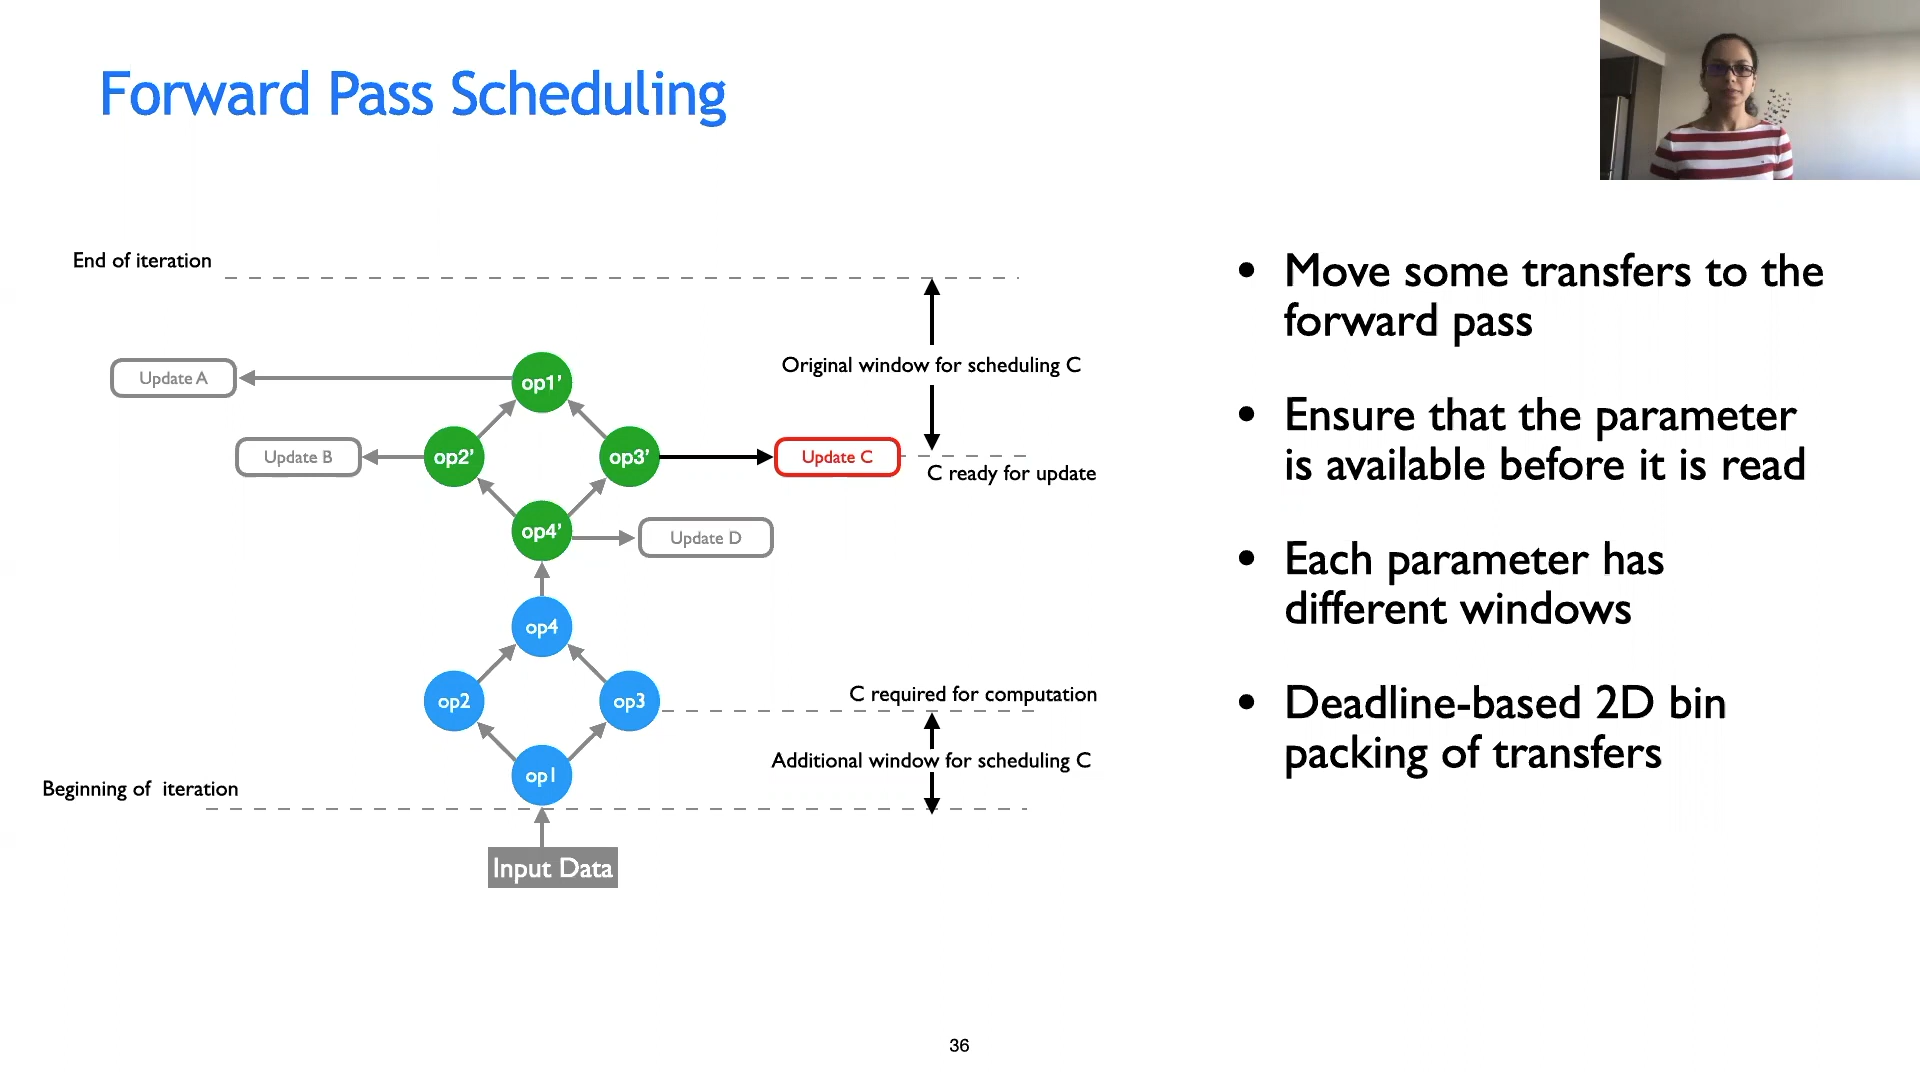 Forward Pass Scheduling
End of iteration
Original window for scheduling C
Update A
op1'
Update B
op2'
op3'
Update C
C ready for update
op4'
Update D
op4
C required for computation
op2
op3
Additional window for scheduling C
op1
Beginning of iteration
Input Data
• Move some transfers to the
forward pass
• Ensure that the parameter
is available before it is read
• Each parameter has
different windows
• Deadline-based 2D bin
packing of transfers
36